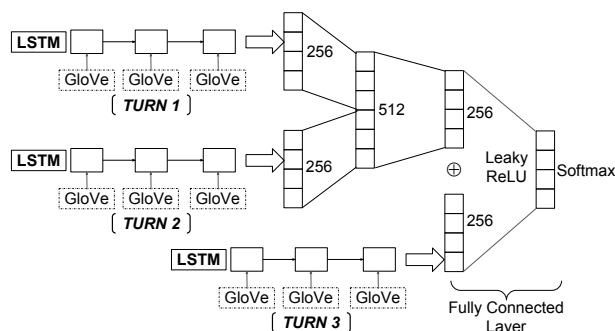 LSTM
GloVe GloVe GloVe
[ TURN 1 ]
256
LSTM
GloVe GloVe GloVe
[ TURN 2 ]
256
512
256
⊕
Leaky
ReLU
Softmax
LSTM
GloVe GloVe GloVe
[ TURN 3 ]
256
Fully Connected
Layer